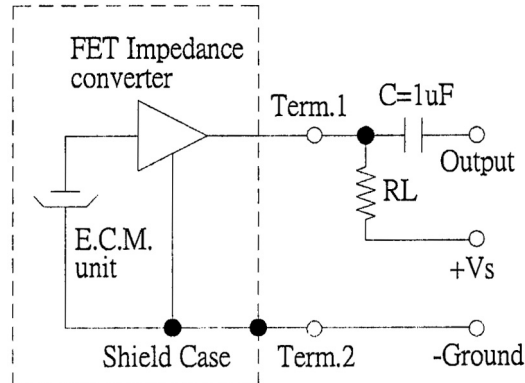 FET Impedance
converter
Term.1
C=1uF
Output
RL
E.C.M.
unit
+Vs
Shield Case
Term.2
-Ground